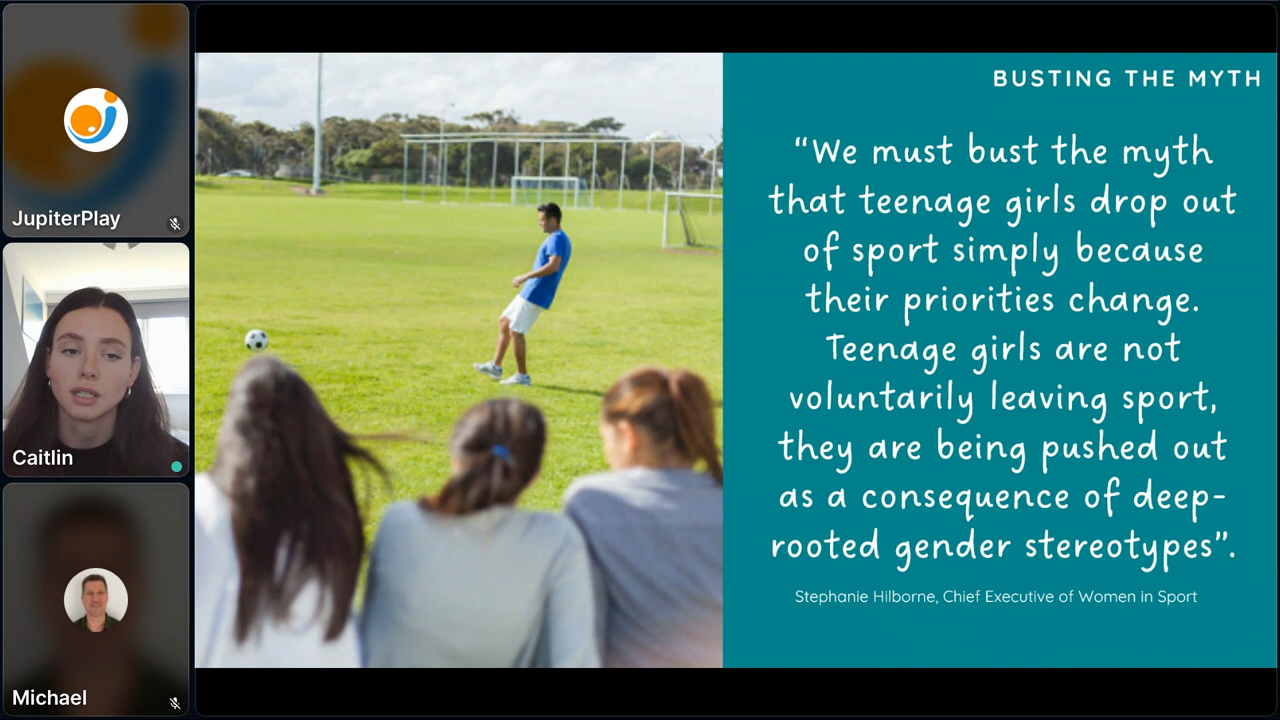 JupiterPlay
Caitlin
Michael
BUSTING THE MYTH
“We must bust the myth
that teenage girls drop out
of sport simply because
their priorities change.
Teenage girls are not
voluntarily leaving sport,
they are being pushed out
as a consequence of deep-
rooted gender stereotypes”.
Stephanie Hilborne, Chief Executive of Women in Sport